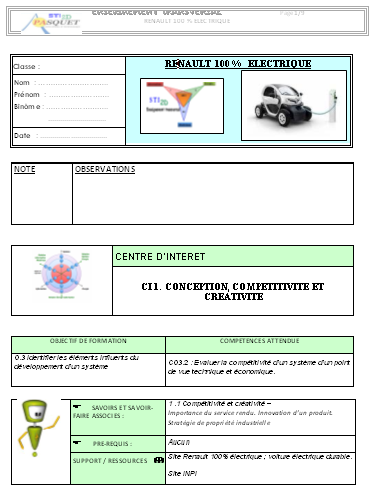 ENSEIGNEMENT TRANSVERSAL
Page 1/9
RENAULT 100 % ELECTRIQUE
PASQUET
Classe :
RENAULT 100 % ELECTRIQUE
Nom : ............................
Prénom : ........................
Binôme : ........................
Date : ............................
NOTE
OBSERVATIONS
CENTRE D'INTERET
CI 1. CONCEPTION, COMPETITIVITE ET
CREATIVITE
OBJECTIF DE FORMATION
COMPETENCES ATTENDUE
0.3 Identifier les éléments influents du
développement d'un système
CO3.2 : Evaluer la compétitivité d'un système d'un point
de vue technique et économique.
SAVOIRS ET SAVOIR-
FAIRE ASSOCIES :
1.1 Compétitivité et créativité –
Importance du service rendu. Innovation d'un produit.
Stratégie de propriété industrielle
PRE-REQUIS :
Aucun
SUPPORT / RESSOURCES
Site Renault 100% électrique ; voiture électrique durable.
Site INPI